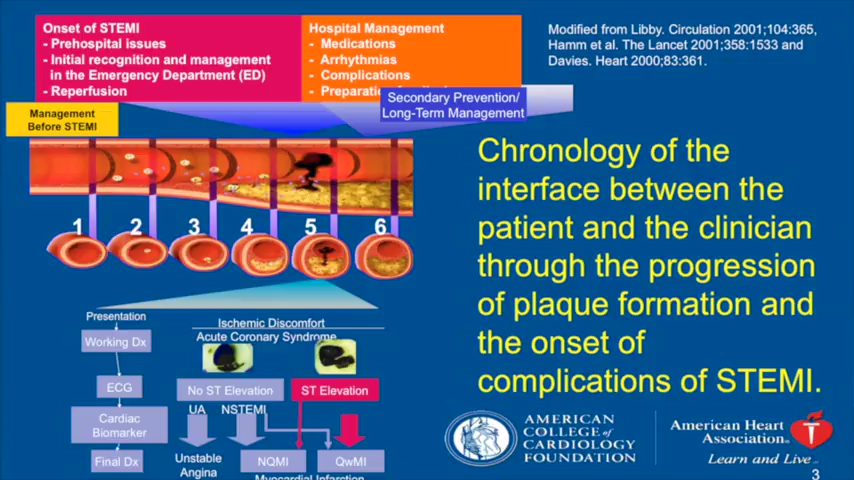 Onset of STEMI
- Prehospital issues
- Initial recognition and management
in the Emergency Department (ED)
- Reperfusion
Hospital Management
- Medications
- Arrhythmias
- Complications
- Preparation
Secondary Prevention/
Long-Term Management
Modified from Libby. Circulation 2001;104:365,
Hamm et al. The Lancet 2001;358:1533 and
Davies. Heart 2000;83:361.
Management
Before STEMI
1 2 3 4 5 6
Chronology of the
interface between the
patient and the clinician
through the progression
of plaque formation and
the onset of
complications of STEMI.
Presentation
Working Dx
ECG
Cardiac
Biomarker
Final Dx
Ischemic Discomfort
Acute Coronary Syndrome
No ST Elevation
ST Elevation
UA NSTEMI
Unstable
Angina
NQMI
QwMI
Myocardial Infarction
AMERICAN
COLLEGE of
CARDIOLOGY
FOUNDATION
American Heart
Association
Learn and Live
3